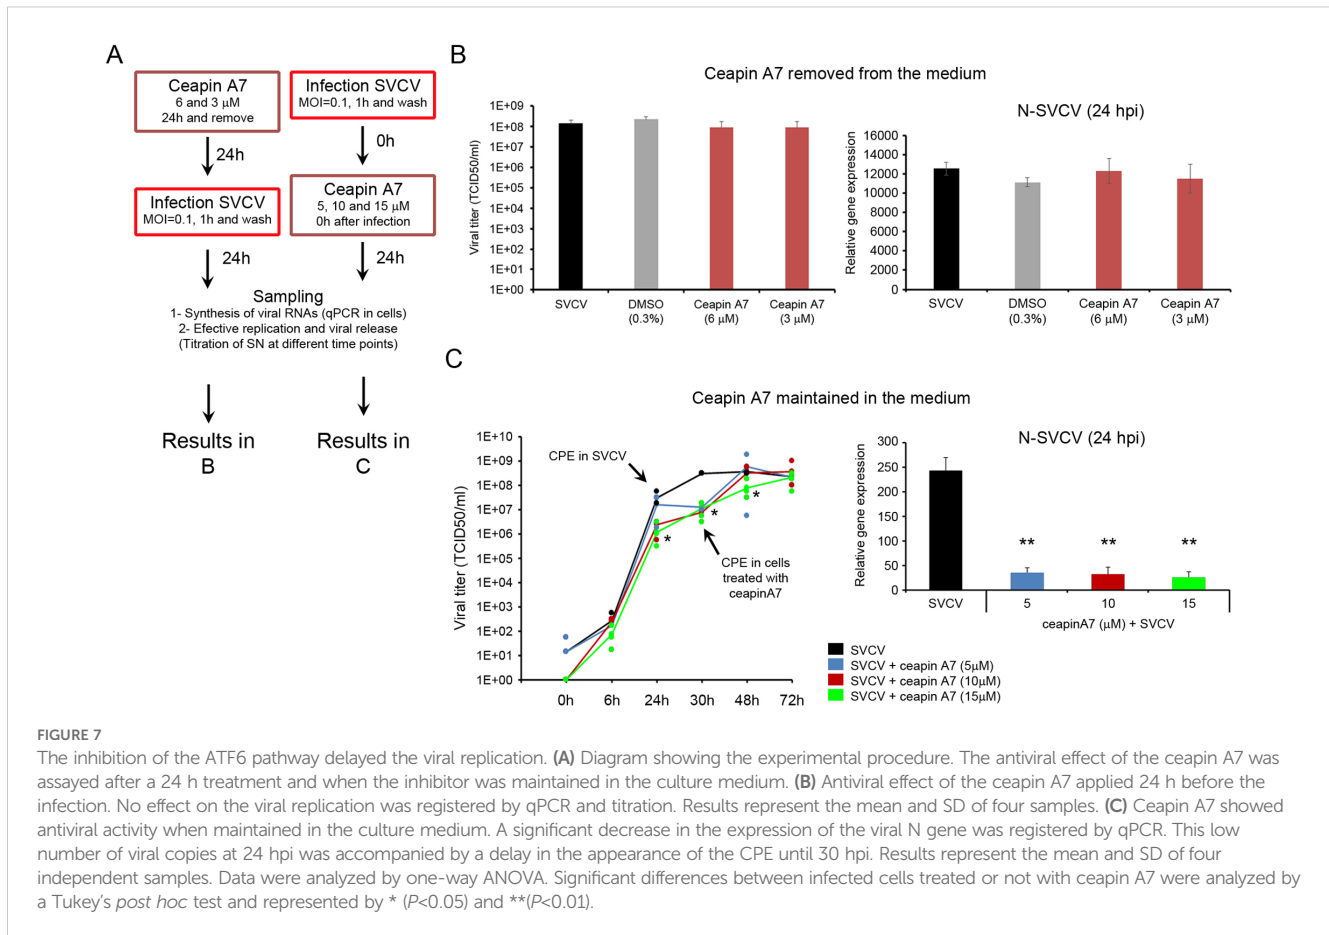 A
Ceapin A7
6 and 3 µM
24h and remove
24h
Infection SVCV
MOI=0.1, 1h and wash
24h
Infection SVCV
MOI=0.1, 1h and wash
0h
Ceapin A7
5, 10 and 15 µM
0h after infection
24h
Sampling
1- Synthesis of viral RNAs (qPCR in cells)
2- Efective replication and viral release
(Titration of SN at different time points)
Results in
B
Results in
C
B
Ceapin A7 removed from the medium
Viral titer (TCID50/ml)
1E+09
1E+08
1E+07
1E+06
1E+05
1E+04
1E+03
1E+02
1E+01
1E+00
SVCV
DMSO
(0.3%)
Ceapin A7
(6 µM)
Ceapin A7
(3 µM)
N-SVCV (24 hpi)
Relative gene expression
16000
14000
12000
10000
8000
6000
4000
2000
0
SVCV
DMSO
(0.3%)
Ceapin A7
(6 µM)
Ceapin A7
(3 µM)
C
Ceapin A7 maintained in the medium
Viral titer (TCID50/ml)
1E+10
1E+09
1E+08
1E+07
1E+06
1E+05
1E+04
1E+03
1E+02
1E+01
1E+00
CPE in SVCV
*
*
*
CPE in cells
treated with
ceapinA7
0h 6h 24h 30h 48h 72h
N-SVCV (24 hpi)
Relative gene expression
300
250
200
150
100
50
0
** ** **
SVCV 5 10 15
ceapinA7 (µM) + SVCV
SVCV
SVCV + ceapin A7 (5µM)
SVCV + ceapin A7 (10µM)
SVCV + ceapin A7 (15µM)
FIGURE 7
The inhibition of the ATF6 pathway delayed the viral replication. (A) Diagram showing the experimental procedure. The antiviral effect of the ceapin A7 was
assayed after a 24 h treatment and when the inhibitor was maintained in the culture medium. (B) Antiviral effect of the ceapin A7 applied 24 h before the
infection. No effect on the viral replication was registered by qPCR and titration. Results represent the mean and SD of four samples. (C) Ceapin A7 showed
antiviral activity when maintained in the culture medium. A significant decrease in the expression of the viral N gene was registered by qPCR. This low
number of viral copies at 24 hpi was accompanied by a delay in the appearance of the CPE until 30 hpi. Results represent the mean and SD of four
independent samples. Data were analyzed by one-way ANOVA. Significant differences between infected cells treated or not with ceapin A7 were analyzed by
a Tukey's post hoc test and represented by * (P<0.05) and **(P<0.01).